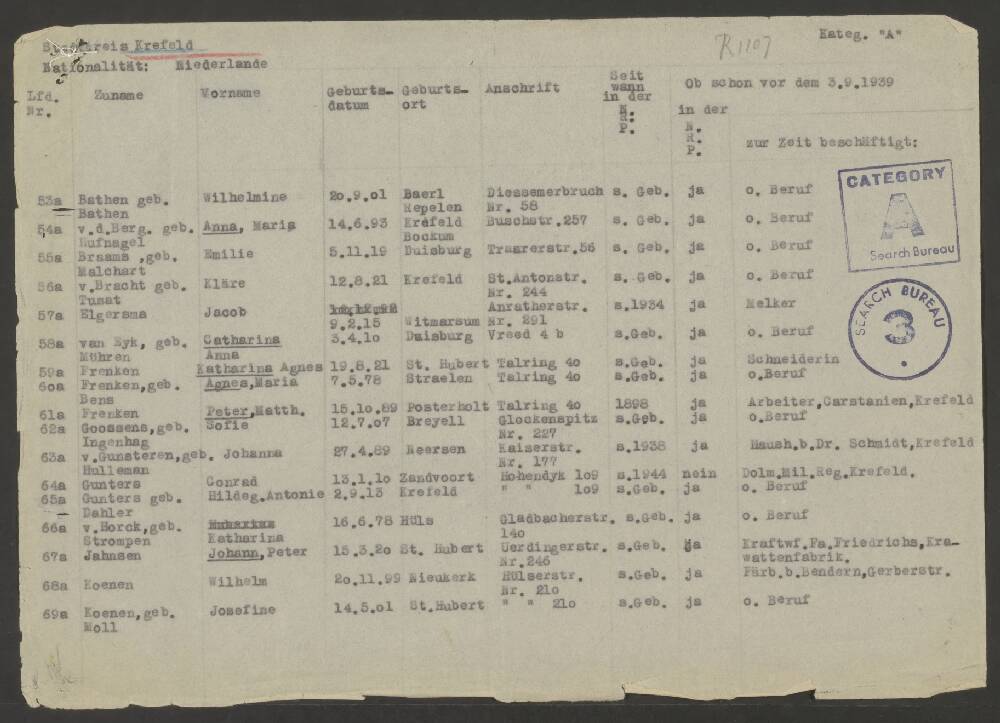 Stadtkreis Krefeld
R1107
Kateg. "A"
Nationalität: Niederlande
Lfd. Nr. Zuname Vorname Geburts-datum Geburts-ort Anschrift Seit wann in der N. R. P. Ob schon vor dem 3.9.1939
in der N. R. P. zur Zeit beschäftigt:
53a Bathen geb. Wilhelmine 20.9.01 Baerl Diessemerbruch s. Geb. ja o. Beruf
Bathen Repelen Nr. 58
54a v.d.Berg. geb. Anna, Maria 14.6.93 Krefeld Buschstr.257 s. Geb. ja o. Beruf
Hufnagel Bockum
55a Braams ,geb. Emilie 5.11.19 Duisburg Traarerstr.56 s. Geb. ja o. Beruf
Malchart
56a v.Bracht geb. Kläre 12.8.21 Krefeld St.Antonstr. s. Geb. ja o. Beruf
Tusat Nr. 244
57a Elgersma Jacob Anratherstr. s.1934 ja Melker
9.2.15 Witmarsum Nr. 291
58a van Eyk, geb. Catharina 3.4.10 Duisburg Vreed 4 b s.Geb. ja o. Beruf
Möhren Anna
59a Frenken Katharina Agnes 19.8.21 St. Hubert Talring 40 s.Geb. ja Schneiderin
60a Frenken,geb. Agnes,Maria 7.5.78 Straelen Talring 40 s.Geb. ja o.Beruf
Bens
61a Frenken Peter,Matth. 15.10.89 Posterholt Talring 40 1898 ja Arbeiter,Carstanien,Krefeld
62a Goossens,geb. Sofie 12.7.07 Breyell Glockenspitz s.Geb. ja o.Beruf
Ingenhag Nr. 227
63a v.Gunsteren,geb. Johanna 27.4.89 Neersen Kaiserstr. s.1938 ja Haush.b.Dr. Schmidt,Krefeld
Hulleman Nr. 177
64a Gunters Conrad 13.1.10 Zandvoort Hohendyk 109 s.1944 nein Dolm.Mil.Reg.Krefeld.
65a Gunters geb. Hildeg.Antonie 2.9.13 Krefeld " " 109 s.Geb. ja o. Beruf
Dahler
66a v.Horck,geb. 16.6.78 Hüls Gladbacherstr. s.Geb. ja o. Beruf
Strompen Katharina 140
67a Jahnsen Johann,Peter 15.3.20 St. Hubert Uerdingerstr. s.Geb. ja Kraftwf.Fa.Friedrichs,Kra-
Nr.246 wattenfabrik.
68a Koenen Wilhelm 20.11.99 Nieukerk Hülserstr. s.Geb. ja Färb.b.Bendern,Gerberstr.
Nr. 210
69a Koenen,geb. Josefine 14.5.01 St.Hubert " " 210 s.Geb. ja o. Beruf
Moll
CATEGORY
A
Search Bureau
SEARCH BUREAU
3